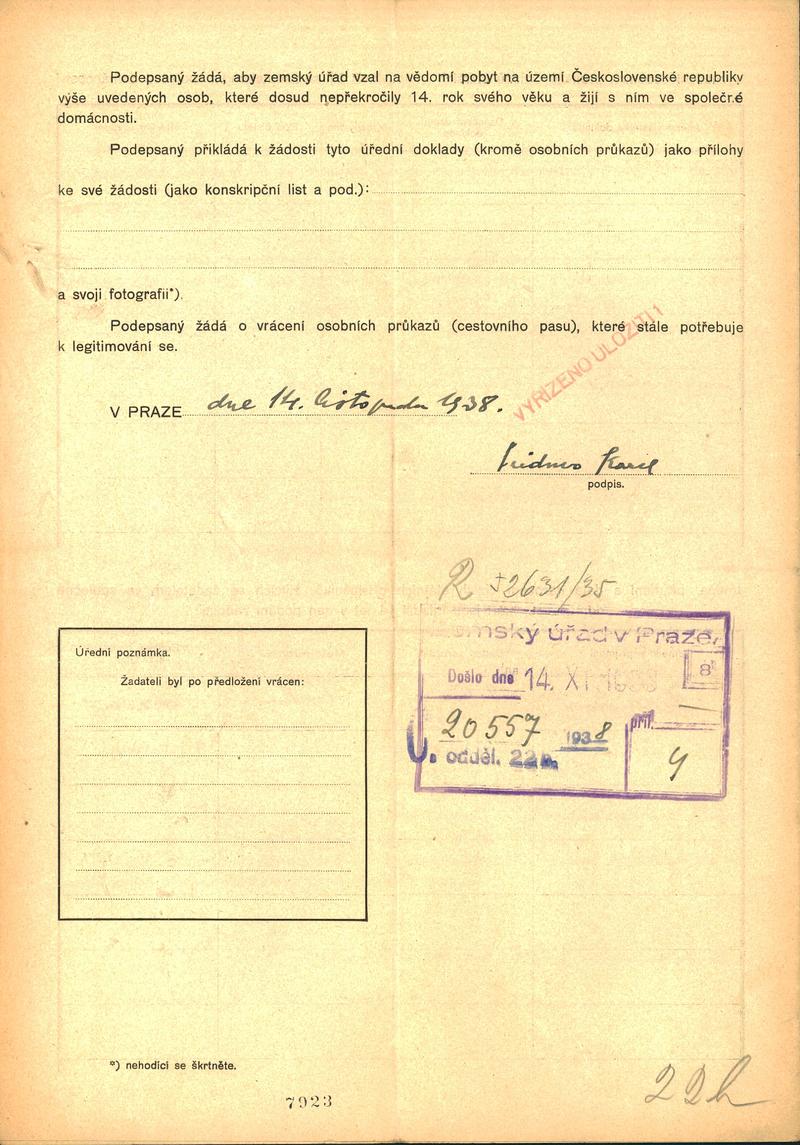 Podepsaný žádá, aby zemský úřad vzal na vědomí pobyt na území Československé republiky
výše uvedených osob, které dosud nepřekročily 14. rok svého věku a žijí s ním ve společné
domácnosti.
Podepsaný přikládá k žádosti tyto úřední doklady (kromě osobních průkazů) jako přílohy
ke své žádosti (jako konskripční list a pod.):
a svoji fotografii*).
Podepsaný žádá o vrácení osobních průkazů (cestovního pasu), které stále potřebuje
k legitimování se.
VYŘÍZENO ULOŽITI!
V PRAZE dne 14. listopadu 1938.
Karel
podpis.
R 52631/35
Zemský úřad v Praze.
Došlo dne 14. XI. 1938 8
20557 1938 příl.
odděl. 22 4
Úřední poznámka.
Žadateli byl po předložení vrácen:
*) nehodící se škrtněte.
7923
22h